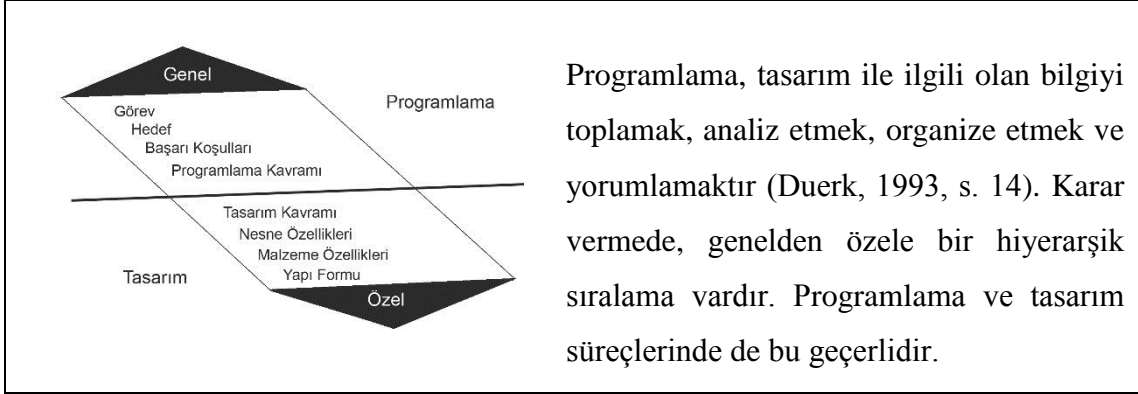 Genel
Programlama
Görev
Hedef
Başarı Koşulları
Programlama Kavramı
Tasarım Kavramı
Nesne Özellikleri
Malzeme Özellikleri
Yapı Formu
Tasarım
Özel
Programlama, tasarım ile ilgili olan bilgiyi
toplamak, analiz etmek, organize etmek ve
yorumlamaktır (Duerk, 1993, s. 14). Karar
vermede, genelden özele bir hiyerarşik
sıralama vardır. Programlama ve tasarım
süreçlerinde de bu geçerlidir.